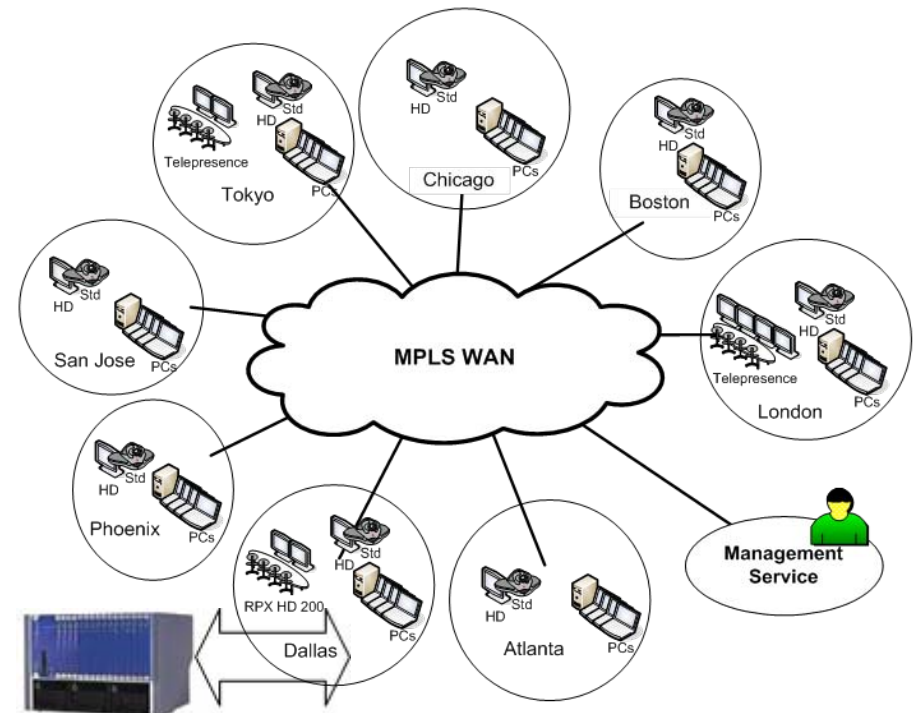 Std
HD
Telepresence
Tokyo
PCs
Std
HD
Chicago
PCs
Std
HD
Boston
PCs
Std
HD
San Jose
PCs
MPLS WAN
Std
HD
Telepresence
London
PCs
Std
HD
Phoenix
PCs
Std
HD
RPX HD 200
Dallas
PCs
Std
HD
Atlanta
PCs
Management
Service